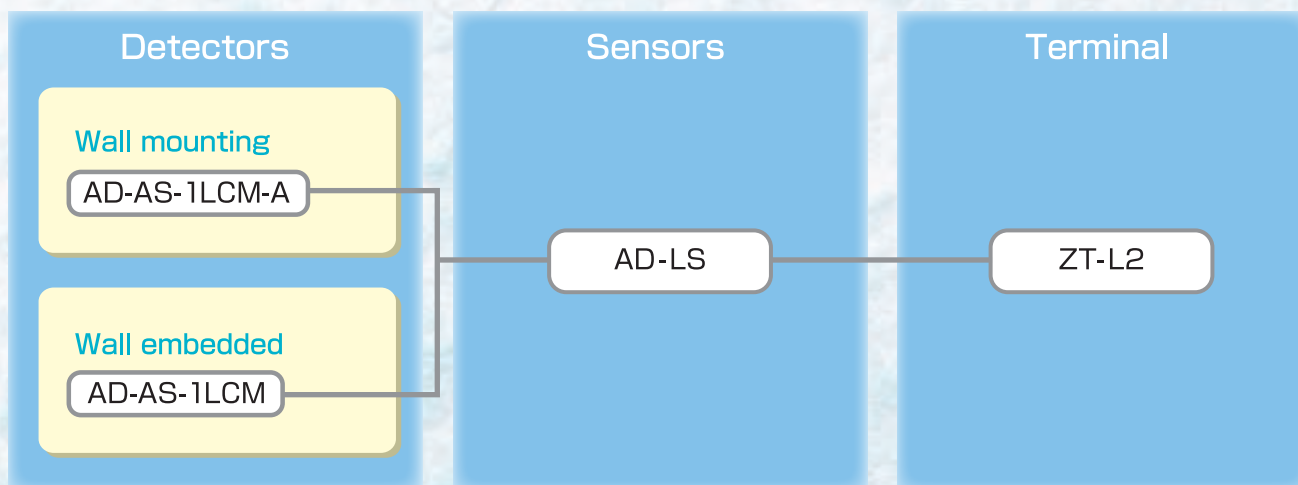 Detectors
Wall mounting
AD-AS-1LCM-A
Wall embedded
AD-AS-1LCM
Sensors
AD-LS
Terminal
ZT-L2